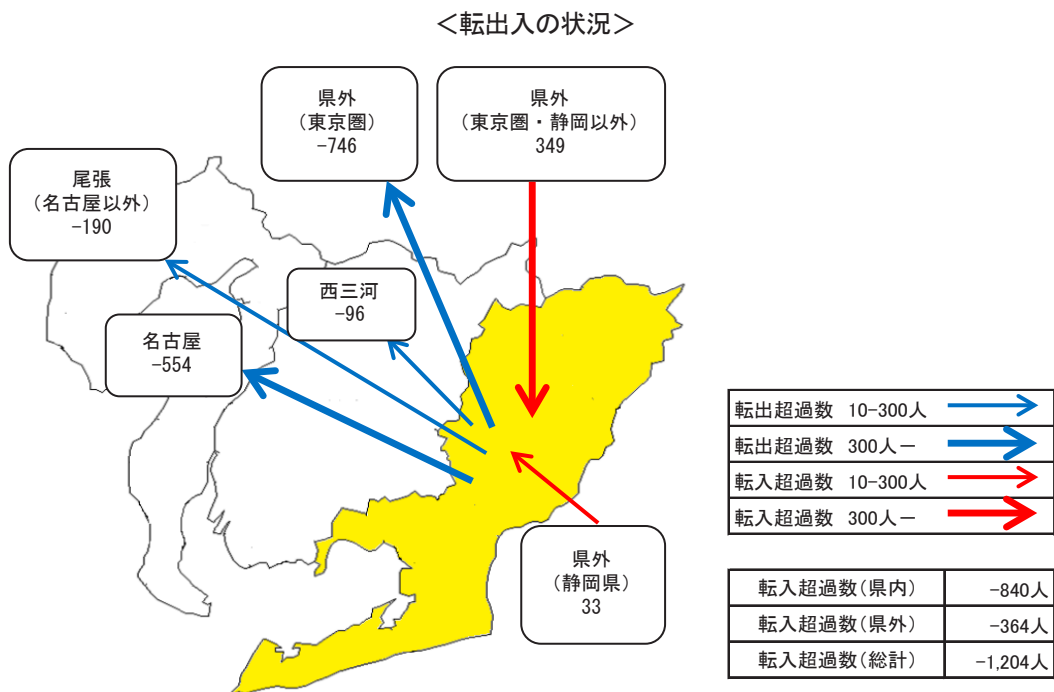 ＜転出入の状況＞
県外
（東京圏）
-746
県外
（東京圏・静岡以外）
349
尾張
（名古屋以外）
-190
西三河
-96
名古屋
-554
県外
（静岡県）
33
転出超過数 10-300人
転出超過数 300人－
転入超過数 10-300人
転入超過数 300人－
転入超過数(県内) -840人
転入超過数(県外) -364人
転入超過数(総計) -1,204人